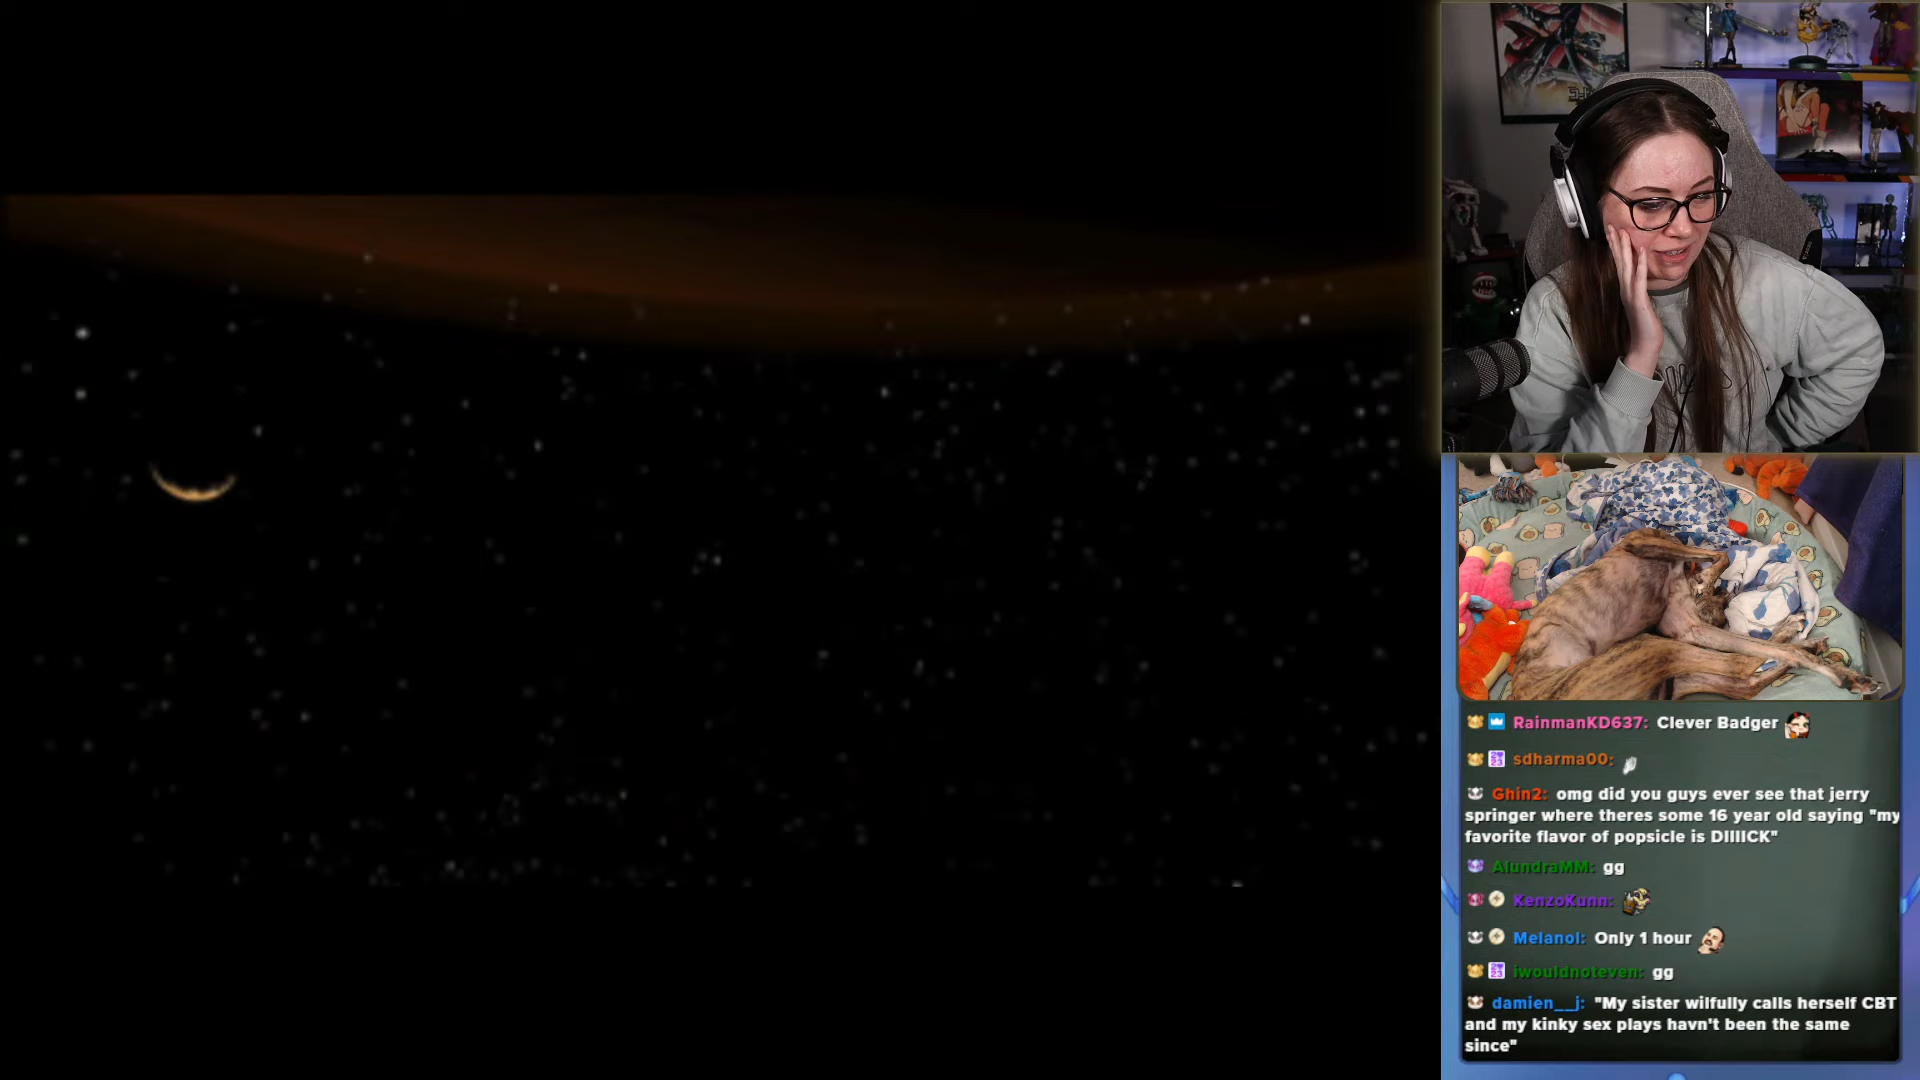 RainmanKD637: Clever Badger
sdharma00:
Ghin2: omg did you guys ever see that jerry
springer where theres some 16 year old saying "my
favorite flavor of popsicle is DIIIICK"
AlundraMM: gg
KenzoKunn:
Melanol: Only 1 hour
iwouldnoteven: gg
damien__j: "My sister wilfully calls herself CBT
and my kinky sex plays havn't been the same
since"